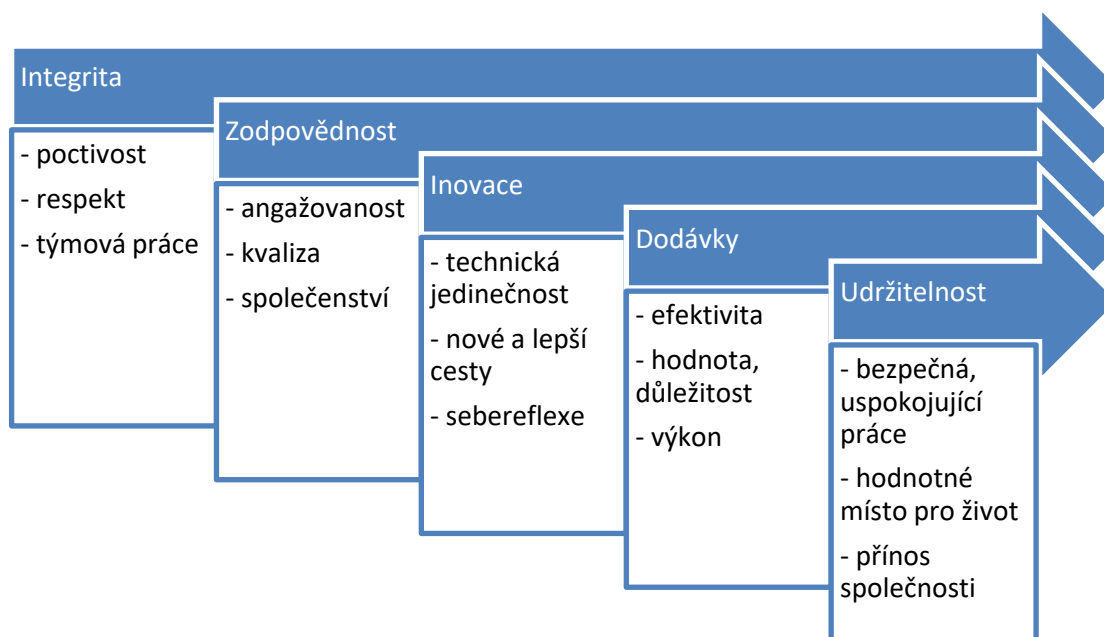 Integrita
- poctivost
- respekt
- týmová práce
Zodpovědnost
- angažovanost
- kvaliza
- společenství
Inovace
- technická
jedinečnost
- nové a lepší
cesty
- sebereflexe
Dodávky
- efektivita
- hodnota,
důležitost
- výkon
Udržitelnost
- bezpečná,
uspokojující
práce
- hodnotné
místo pro život
- přínos
společnosti